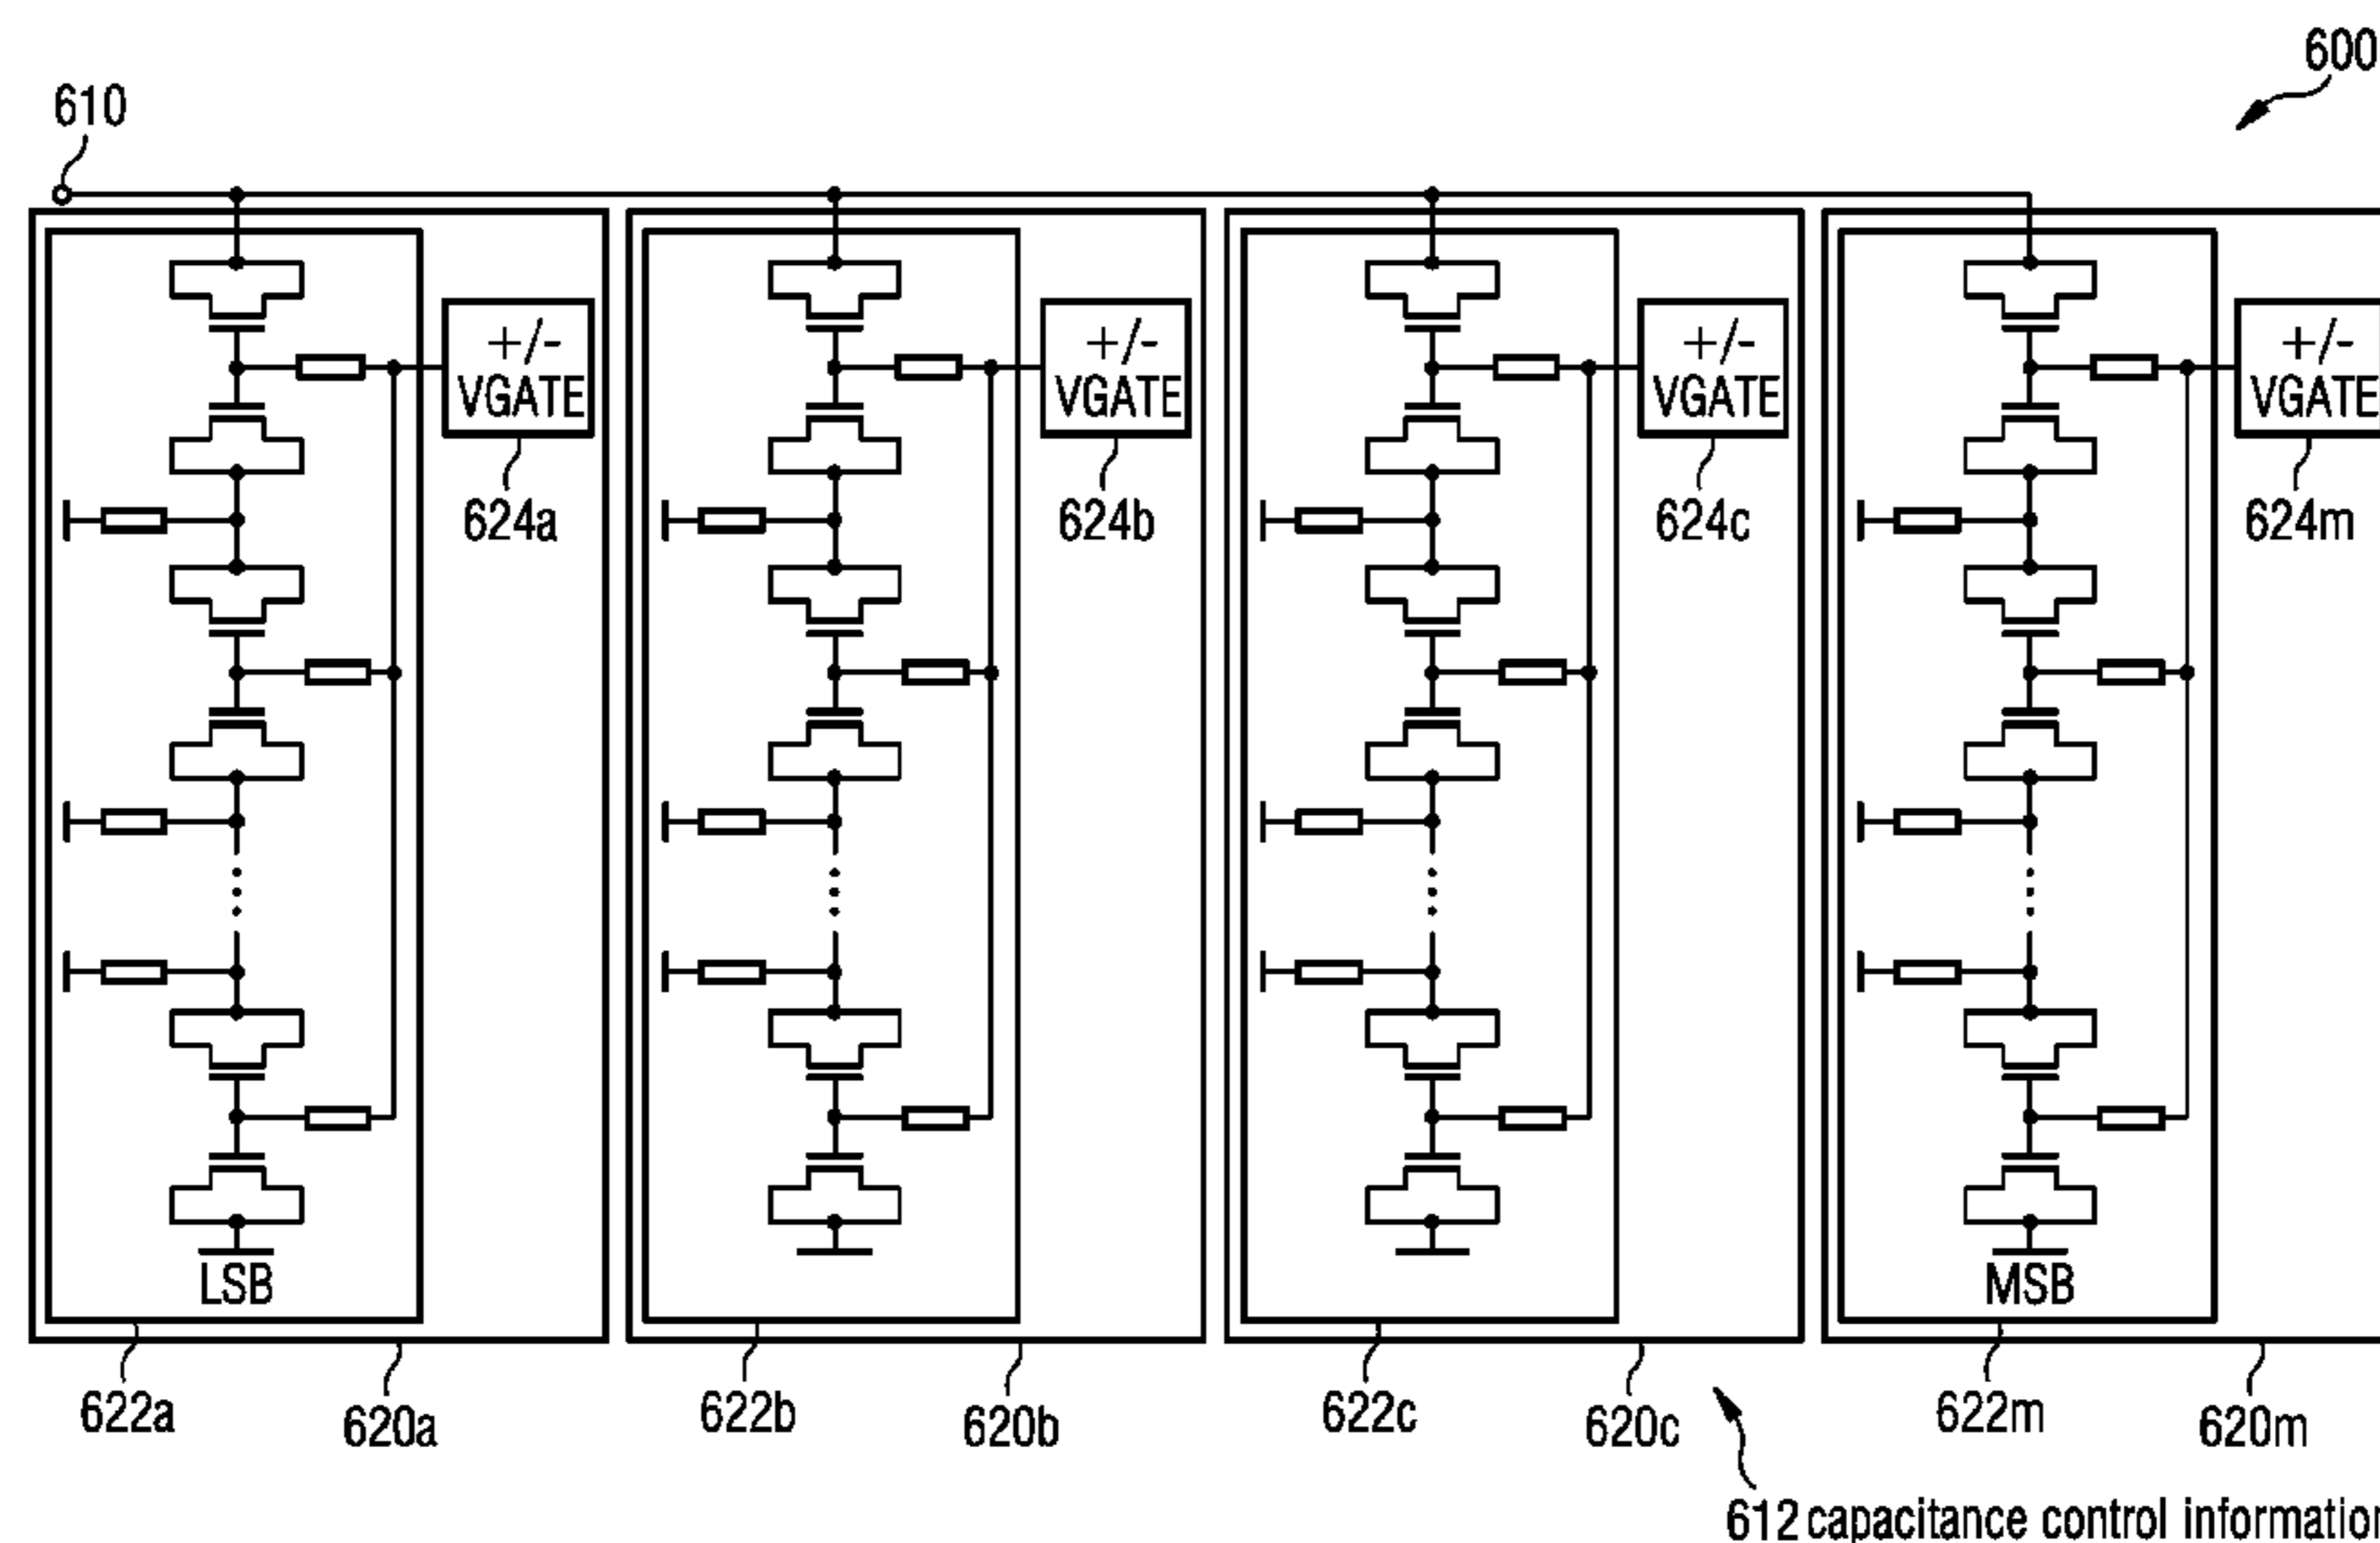 600
610
+/-
VGATE
+/-
VGATE
+/-
VGATE
+/-
VGATE
624a
624b
624c
624m
LSB
MSB
622a
620a
622b
620b
622c
620c
622m
620m
612 capacitance control information